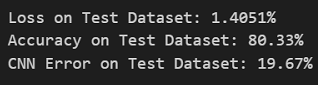 Loss on Test Dataset: 1.4051%
Accuracy on Test Dataset: 80.33%
CNN Error on Test Dataset: 19.67%